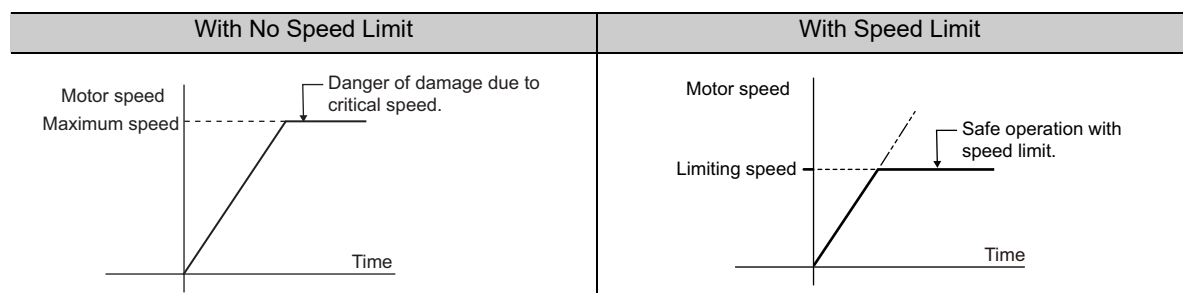 With No Speed Limit
With Speed Limit
Motor speed
Maximum speed
Danger of damage due to
critical speed.
Time
Motor speed
Limiting speed
Safe operation with
speed limit.
Time